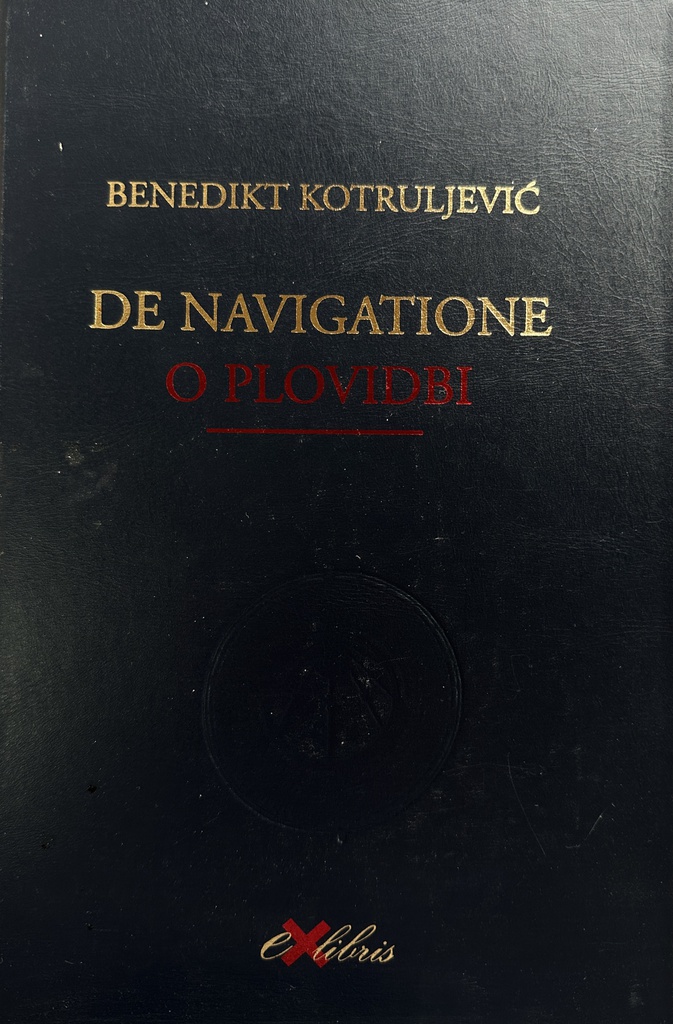 BENEDIKT KOTRULJEVIĆ
DE NAVIGATIONE
O PLOVIDBI
eXlibris